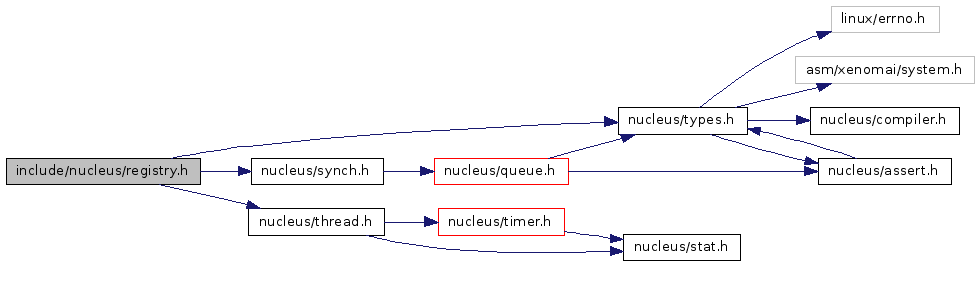 linux/errno.h
asm/xenomai/system.h
nucleus/types.h
nucleus/compiler.h
include/nucleus/registry.h
nucleus/synch.h
nucleus/queue.h
nucleus/assert.h
nucleus/thread.h
nucleus/timer.h
nucleus/stat.h